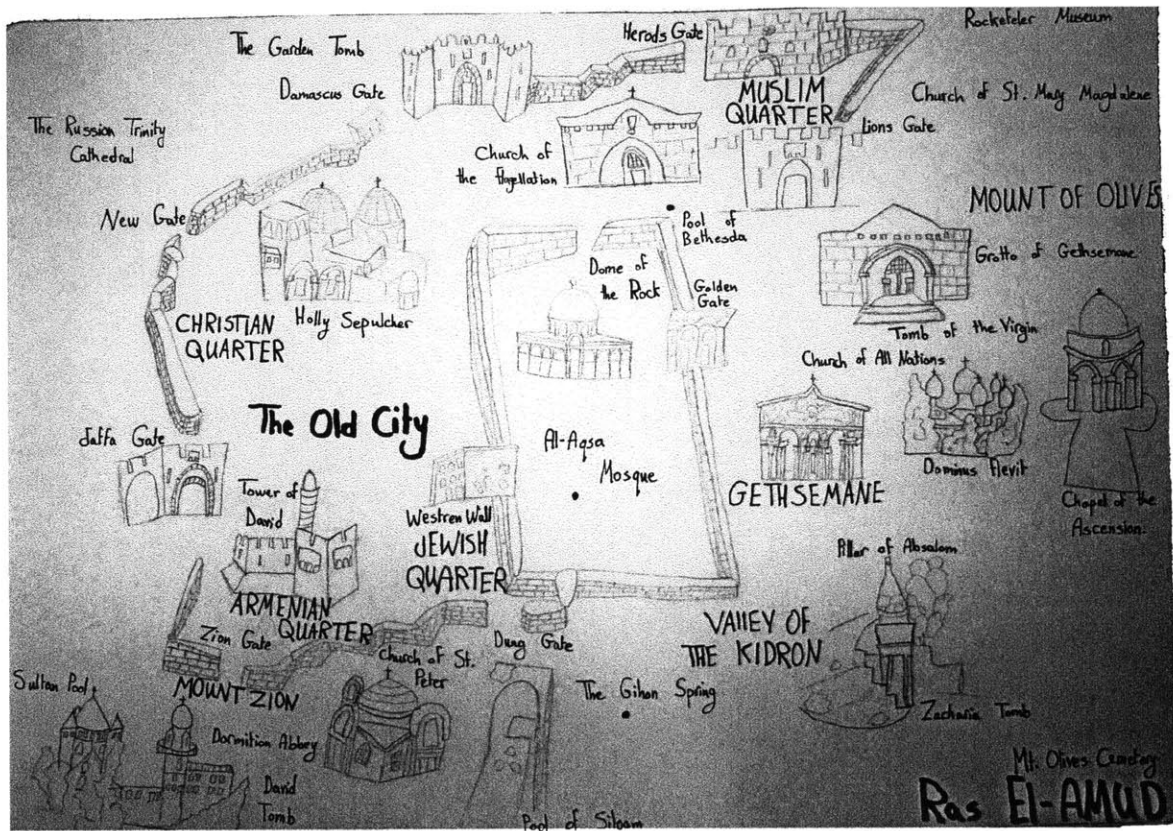 Rockefeler Museum
Herods Gate
The Garden Tomb
Damascus Gate
MUSLIM
QUARTER
Church of St. Mary Magdalene
Lions Gate
The Russian Trinity
Cathedral
Church of
the flagellation
New Gate
MOUNT OF OLIVES
Pool of
Bethesda
Grotto of Gethsemane
Dome of
the Rock
Golden
Gate
Holly Sepulcher
CHRISTIAN
QUARTER
Tomb of the Virgin
Church of All Nations
The Old City
Jaffa Gate
Al-Aqsa
Mosque
Dominus flevit
GETHSEMANE
Tower of
David
Chapel of the
Ascension.
Westren Wall
JEWISH
QUARTER
Pillar of Absalom
ARMENIAN
QUARTER
VAllEY OF
THE KIDRON
Zion Gate
Dung Gate
Church of St.
Peter
Sultan Pool
MOUNT ZION
The Gihon Spring
Zacharia Tomb
Dormition Abbey
David
Tomb
Mt. Olives Cemetery
Ras El-AMUD
Pool of Siloam